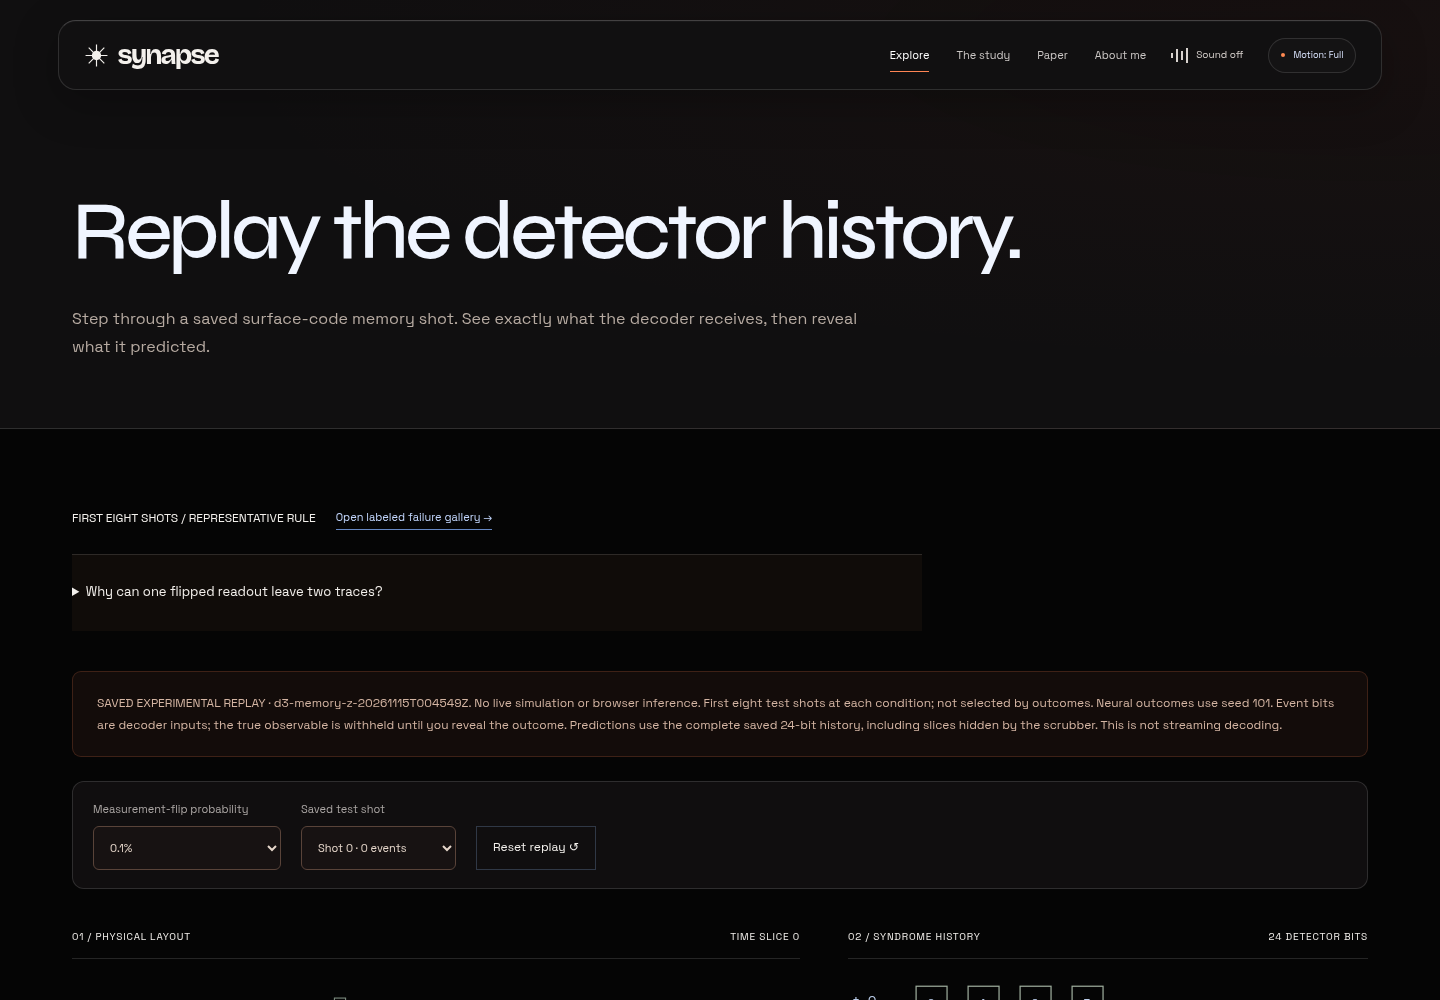 synapse
Explore
The study
Paper
About me
Sound off
Motion: Full
Replay the detector history.
Step through a saved surface-code memory shot. See exactly what the decoder receives, then reveal
what it predicted.
FIRST EIGHT SHOTS / REPRESENTATIVE RULE
Open labeled failure gallery →
Why can one flipped readout leave two traces?
SAVED EXPERIMENTAL REPLAY · d3-memory-z-20261115T004549Z. No live simulation or browser inference. First eight test shots at each condition; not selected by outcomes. Neural outcomes use seed 101. Event bits
are decoder inputs; the true observable is withheld until you reveal the outcome. Predictions use the complete saved 24-bit history, including slices hidden by the scrubber. This is not streaming decoding.
Measurement-flip probability
Saved test shot
0.1%
Shot 0 · 0 events
Reset replay ↺
01 / PHYSICAL LAYOUT
TIME SLICE 0
02 / SYNDROME HISTORY
24 DETECTOR BITS